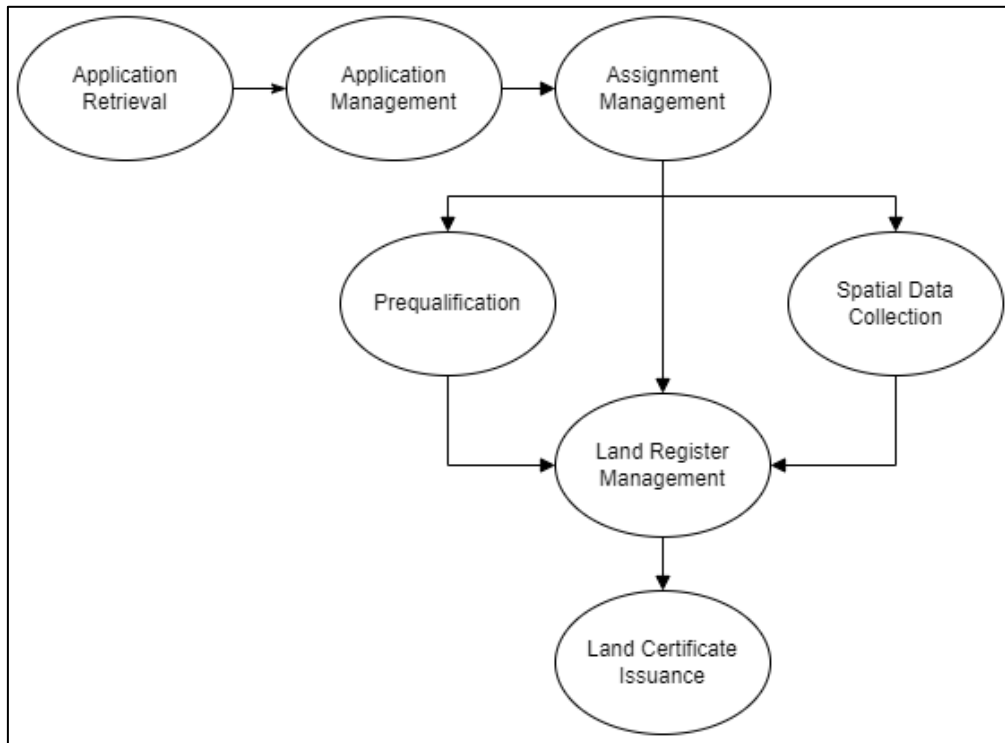 Application
Retrieval
Application
Management
Assignment
Management
Prequalification
Spatial Data
Collection
Land Register
Management
Land Certificate
Issuance